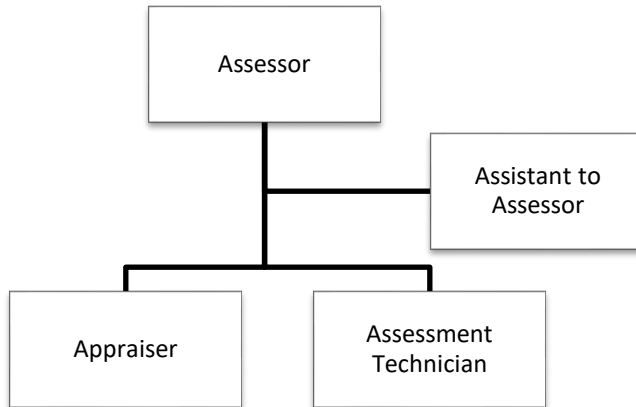 Assessor
Assistant to
Assessor
Appraiser
Assessment
Technician